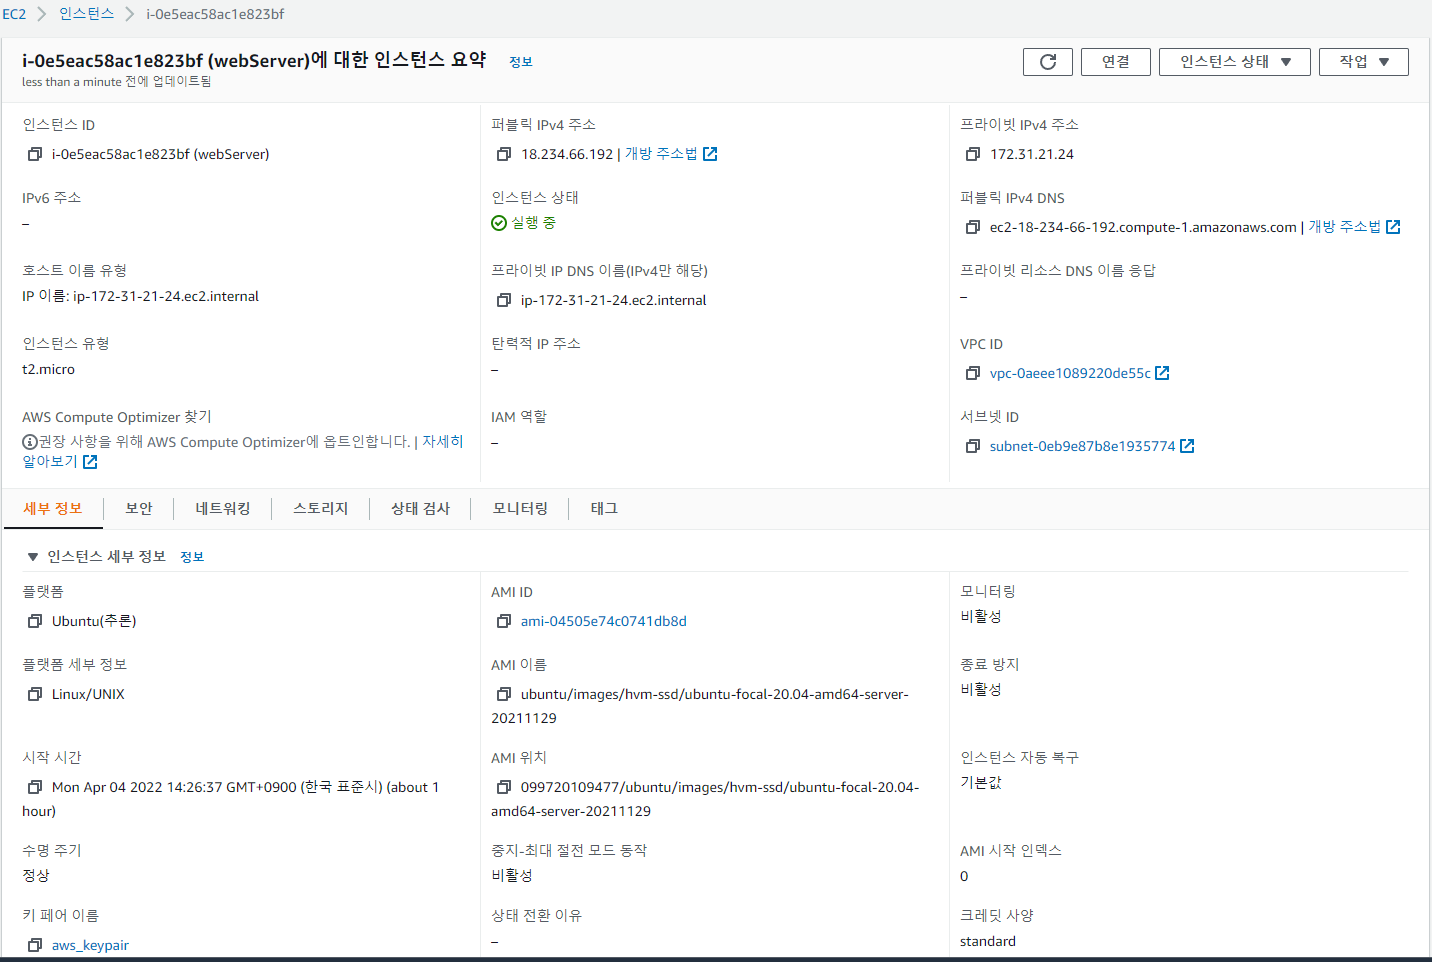 EC2 > 인스턴스 > i-0e5eac58ac1e823bf
i-0e5eac58ac1e823bf (webServer)에 대한 인스턴스 요약 정보
less than a minute 전에 업데이트됨
연결
인스턴스 상태 ▼
작업 ▼
인스턴스 ID
i-0e5eac58ac1e823bf (webServer)
퍼블릭 IPv4 주소
18.234.66.192 | 개방 주소법
프라이빗 IPv4 주소
172.31.21.24
IPv6 주소
–
인스턴스 상태
실행 중
퍼블릭 IPv4 DNS
ec2-18-234-66-192.compute-1.amazonaws.com | 개방 주소법
호스트 이름 유형
IP 이름: ip-172-31-21-24.ec2.internal
프라이빗 IP DNS 이름(IPv4만 해당)
ip-172-31-21-24.ec2.internal
프라이빗 리소스 DNS 이름 응답
–
인스턴스 유형
t2.micro
탄력적 IP 주소
–
VPC ID
vpc-0aeee1089220de55c
AWS Compute Optimizer 찾기
권장 사항을 위해 AWS Compute Optimizer에 옵트인합니다. | 자세히
알아보기
IAM 역할
–
서브넷 ID
subnet-0eb9e87b8e1935774
세부 정보
보안
네트워킹
스토리지
상태 검사
모니터링
태그
▼ 인스턴스 세부 정보 정보
플랫폼
Ubuntu(추론)
AMI ID
ami-04505e74c0741db8d
모니터링
비활성
플랫폼 세부 정보
Linux/UNIX
AMI 이름
ubuntu/images/hvm-ssd/ubuntu-focal-20.04-amd64-server-
20211129
종료 방지
비활성
시작 시간
Mon Apr 04 2022 14:26:37 GMT+0900 (한국 표준시) (about 1
hour)
AMI 위치
099720109477/ubuntu/images/hvm-ssd/ubuntu-focal-20.04-
amd64-server-20211129
인스턴스 자동 복구
기본값
수명 주기
정상
중지-최대 절전 모드 동작
비활성
AMI 시작 인덱스
0
키 페어 이름
aws_keypair
상태 전환 이유
–
크레딧 사양
standard